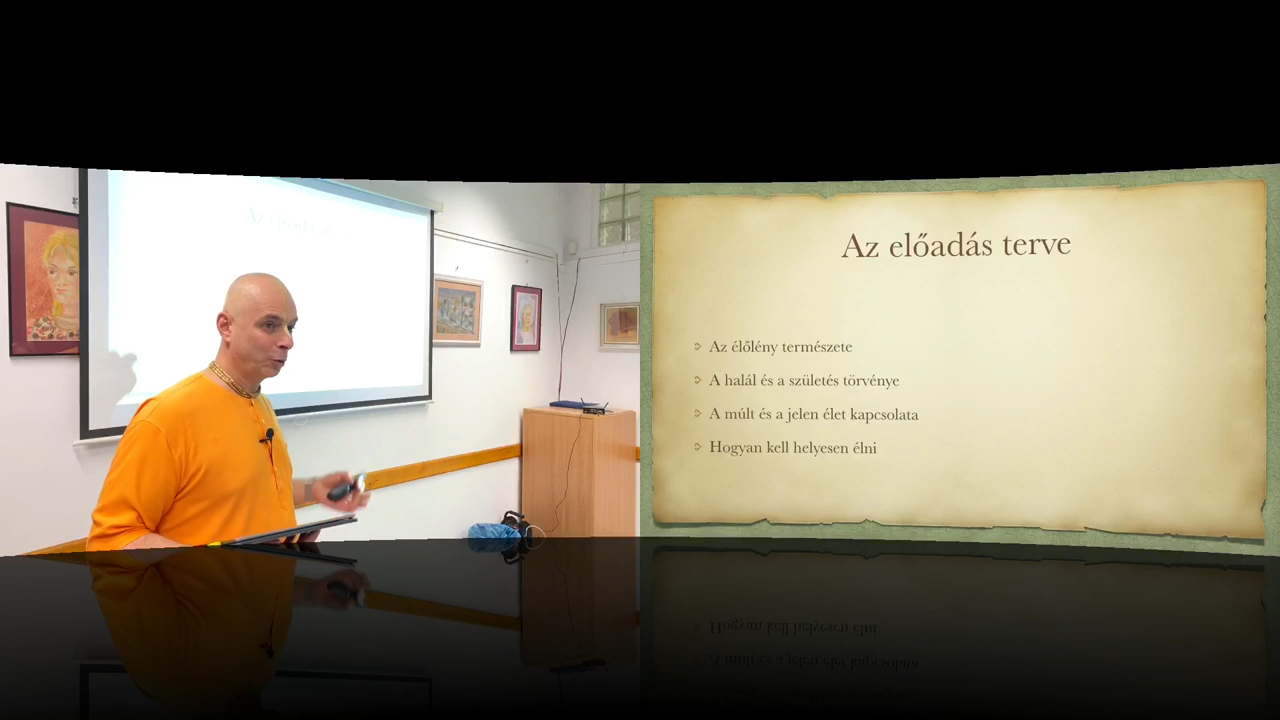 Az előadás terve
Az élőlény természete
A halál és a születés törvénye
A múlt és a jelen élet kapcsolata
Hogyan kell helyesen élni